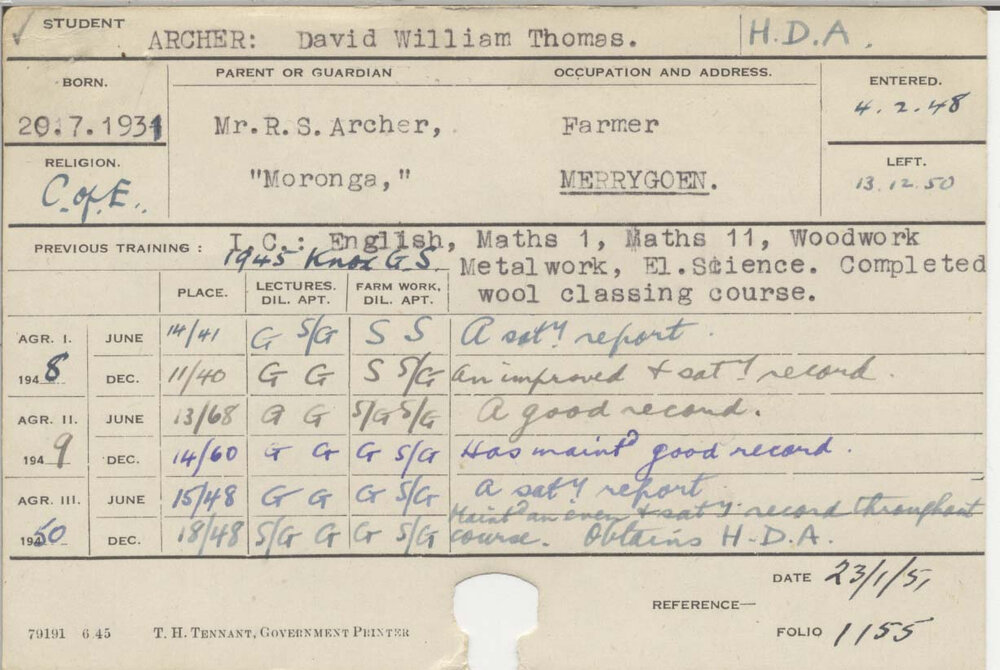 STUDENT ARCHER: David William Thomas. H.D.A.
BORN. PARENT OR GUARDIAN OCCUPATION AND ADDRESS. ENTERED.
4.2.48
20.7.1931 Mr.R.S.Archer, Farmer
RELIGION. LEFT.
C.of E. "Moronga," MERRYGOEN. 13.12.50
PREVIOUS TRAINING: I.C.: English, Maths 1, Maths 11, Woodwork
1945 Knox G.S. Metalwork, El.Science. Completed
wool classing course.
PLACE. LECTURES. DIL. APT. FARM WORK, DIL. APT.
AGR. I. JUNE 14/41 G S/G S S A sat.y report.
1948 DEC. 11/40 G G S S/G An improved & sat.y record.
AGR. II. JUNE 13/68 G G S/G S/G A good record.
1949 DEC. 14/60 G G G S/G Has maintd good record.
AGR. III. JUNE 15/48 G G G S/G A sat.y report
Maintd an even & sat.y record throughout
1950 DEC. 18/48 S/G G G S/G course. Obtains H.D.A.
DATE 23/1/51
REFERENCE—
79191 6.45 T. H. TENNANT, GOVERNMENT PRINTER FOLIO 1155